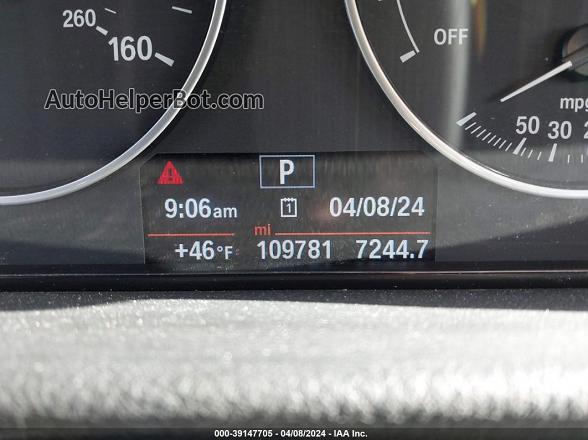 260
160
OFF
mpg
50 30
AutoHelperBot.com
P
9:06am 1 04/08/24
mi
+46°F 109781 7244.7
000-39147705 - 04/08/2024 - IAA Inc.